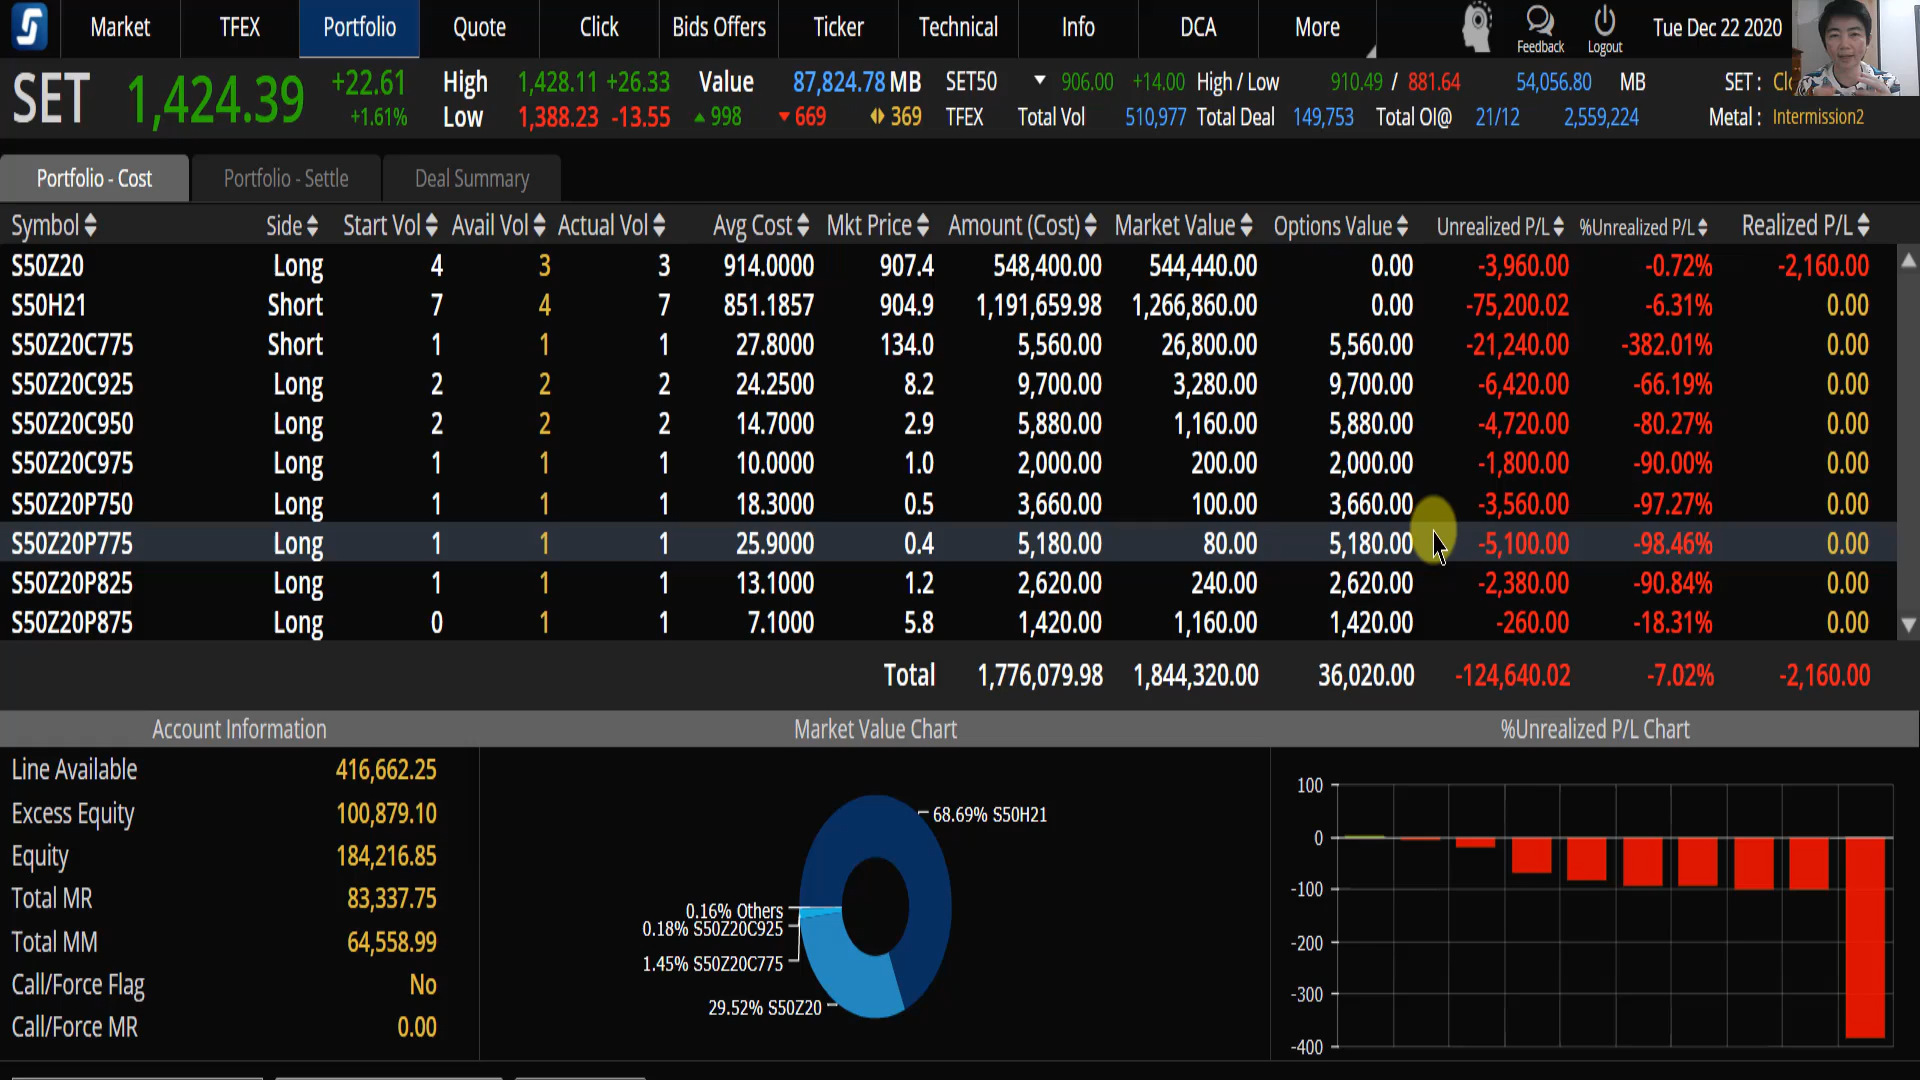 Market TFEX Portfolio Quote Click Bids Offers Ticker Technical Info DCA More Feedback Logout Tue Dec 22 2020
SET 1,424.39 +22.61 +1.61%
High 1,428.11 +26.33 Value 87,824.78 MB SET50 906.00 +14.00 High / Low 910.49 / 881.64 54,056.80 MB SET :
Low 1,388.23 -13.55 998 669 369 TFEX Total Vol 510,977 Total Deal 149,753 Total OI@ 21/12 2,559,224 Metal : Intermission2
Portfolio - Cost Portfolio - Settle Deal Summary
Symbol Side Start Vol Avail Vol Actual Vol Avg Cost Mkt Price Amount (Cost) Market Value Options Value Unrealized P/L %Unrealized P/L Realized P/L
S50Z20 Long 4 3 3 914.0000 907.4 548,400.00 544,440.00 0.00 -3,960.00 -0.72% -2,160.00
S50H21 Short 7 4 7 851.1857 904.9 1,191,659.98 1,266,860.00 0.00 -75,200.02 -6.31% 0.00
S50Z20C775 Short 1 1 1 27.8000 134.0 5,560.00 26,800.00 5,560.00 -21,240.00 -382.01% 0.00
S50Z20C925 Long 2 2 2 24.2500 8.2 9,700.00 3,280.00 9,700.00 -6,420.00 -66.19% 0.00
S50Z20C950 Long 2 2 2 14.7000 2.9 5,880.00 1,160.00 5,880.00 -4,720.00 -80.27% 0.00
S50Z20C975 Long 1 1 1 10.0000 1.0 2,000.00 200.00 2,000.00 -1,800.00 -90.00% 0.00
S50Z20P750 Long 1 1 1 18.3000 0.5 3,660.00 100.00 3,660.00 -3,560.00 -97.27% 0.00
S50Z20P775 Long 1 1 1 25.9000 0.4 5,180.00 80.00 5,180.00 -5,100.00 -98.46% 0.00
S50Z20P825 Long 1 1 1 13.1000 1.2 2,620.00 240.00 2,620.00 -2,380.00 -90.84% 0.00
S50Z20P875 Long 0 1 1 7.1000 5.8 1,420.00 1,160.00 1,420.00 -260.00 -18.31% 0.00
Total 1,776,079.98 1,844,320.00 36,020.00 -124,640.02 -7.02% -2,160.00
Account Information
Line Available 416,662.25
Excess Equity 100,879.10
Equity 184,216.85
Total MR 83,337.75
Total MM 64,558.99
Call/Force Flag No
Call/Force MR 0.00
Market Value Chart
68.69% S50H21
0.16% Others
0.18% S50Z20C925
1.45% S50Z20C775
29.52% S50Z20
%Unrealized P/L Chart
100
0
-100
-200
-300
-400